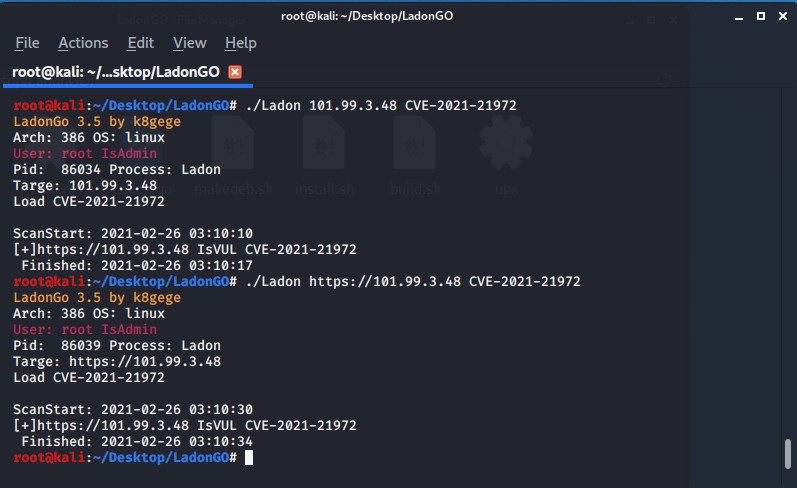 root@kali: ~/Desktop/LadonGO
File Actions Edit View Help
root@kali: ~/...sktop/LadonGO
root@kali:~/Desktop/LadonGO# ./Ladon 101.99.3.48 CVE-2021-21972
LadonGo 3.5 by k8gege
Arch: 386 OS: linux
User: root IsAdmin
Pid:  86034 Process: Ladon
Targe: 101.99.3.48
Load CVE-2021-21972
makedeb.sh install.sh build.sh upx
ScanStart: 2021-02-26 03:10:10
[+]https://101.99.3.48 IsVUL CVE-2021-21972
 Finished: 2021-02-26 03:10:17
root@kali:~/Desktop/LadonGO# ./Ladon https://101.99.3.48 CVE-2021-21972
LadonGo 3.5 by k8gege
Arch: 386 OS: linux
User: root IsAdmin
Pid:  86039 Process: Ladon
Targe: https://101.99.3.48
Load CVE-2021-21972
ScanStart: 2021-02-26 03:10:30
[+]https://101.99.3.48 IsVUL CVE-2021-21972
 Finished: 2021-02-26 03:10:34
root@kali:~/Desktop/LadonGO#